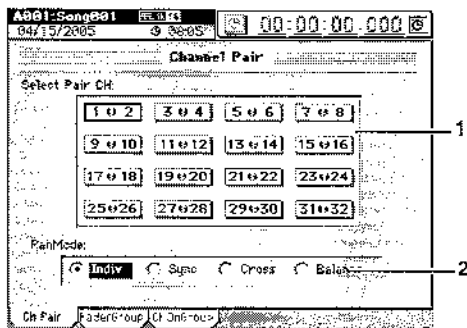 A001:Song001
04/15/2005
00:00:00.000
Channel Pair
Select Pair CH:
1 2 3 4 5 6 7 8
9 10 11 12 13 14 15 16
17 18 19 20 21 22 23 24
25 26 27 28 29 30 31 32
1
PanMode:
Indiv Sync Cross Balance
2
Ch Pair FaderGroup Ch OnGroup